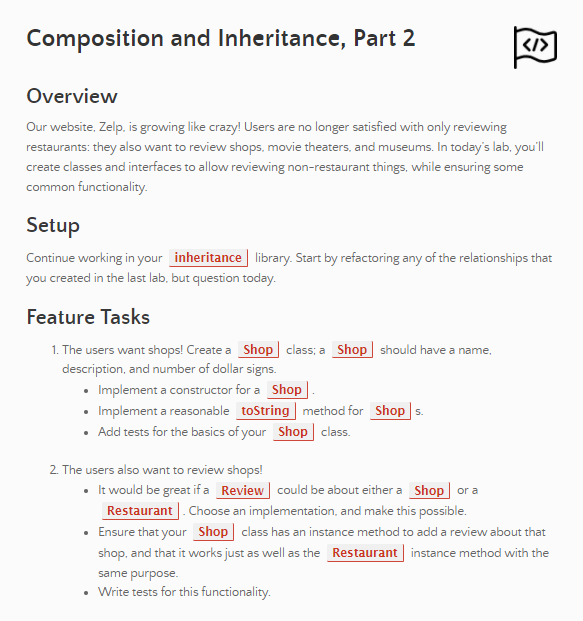 Composition and Inheritance, Part 2
</>
Overview
Our website, Zelp, is growing like crazy! Users are no longer satisfied with only reviewing
restaurants: they also want to review shops, movie theaters, and museums. In today's lab, you'll
create classes and interfaces to allow reviewing non-restaurant things, while ensuring some
common functionality.
Setup
Continue working in your inheritance library. Start by refactoring any of the relationships that
you created in the last lab, but question today.
Feature Tasks
1. The users want shops! Create a Shop class; a Shop should have a name,
description, and number of dollar signs.
• Implement a constructor for a Shop .
• Implement a reasonable toString method for Shop s.
• Add tests for the basics of your Shop class.
2. The users also want to review shops!
• It would be great if a Review could be about either a Shop or a
Restaurant . Choose an implementation, and make this possible.
• Ensure that your Shop class has an instance method to add a review about that
shop, and that it works just as well as the Restaurant instance method with the
same purpose.
• Write tests for this functionality.